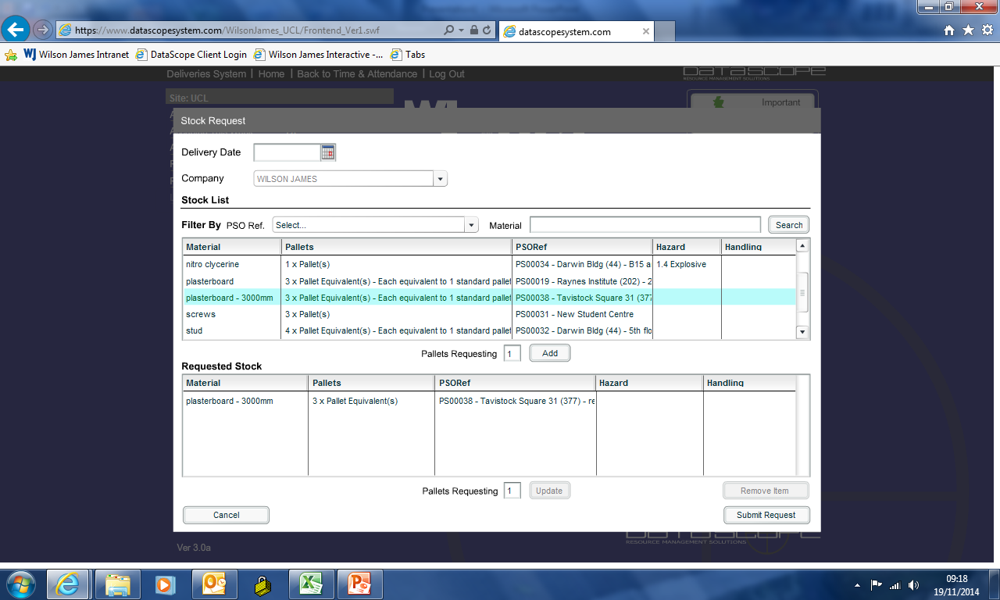 https://www.datascopesystem.com/WilsonJames_UCL/Frontend_Ver1.swf
datascopesystem.com
Wilson James Intranet DataScope Client Login Wilson James Interactive -... Tabs
Deliveries System | Home | Back to Time & Attendance | Log Out
DATASCOPE
RESOURCE MANAGEMENT SOLUTIONS
Site: UCL
Important
Stock Request
Delivery Date
Company WILSON JAMES
Stock List
Filter By PSO Ref. Select... Material Search
Material Pallets PSORef Hazard Handling
nitro clycerine 1 x Pallet(s) PS00034 - Darwin Bldg (44) - B15 a 1.4 Explosive
plasterboard 3 x Pallet Equivalent(s) - Each equivalent to 1 standard pallet PS00019 - Raynes Institute (202) - 2
plasterboard - 3000mm 3 x Pallet Equivalent(s) - Each equivalent to 1 standard pallet PS00038 - Tavistock Square 31 (377)
screws 3 x Pallet(s) PS00031 - New Student Centre
stud 4 x Pallet Equivalent(s) - Each equivalent to 1 standard pallet PS00032 - Darwin Bldg (44) - 5th flo
Pallets Requesting 1 Add
Requested Stock
Material Pallets PSORef Hazard Handling
plasterboard - 3000mm 3 x Pallet Equivalent(s) PS00038 - Tavistock Square 31 (377) - re
Pallets Requesting 1 Update Remove Item
Cancel Submit Request
DATASCOPE
RESOURCE MANAGEMENT SOLUTIONS
Ver 3.0a
09:18
19/11/2014